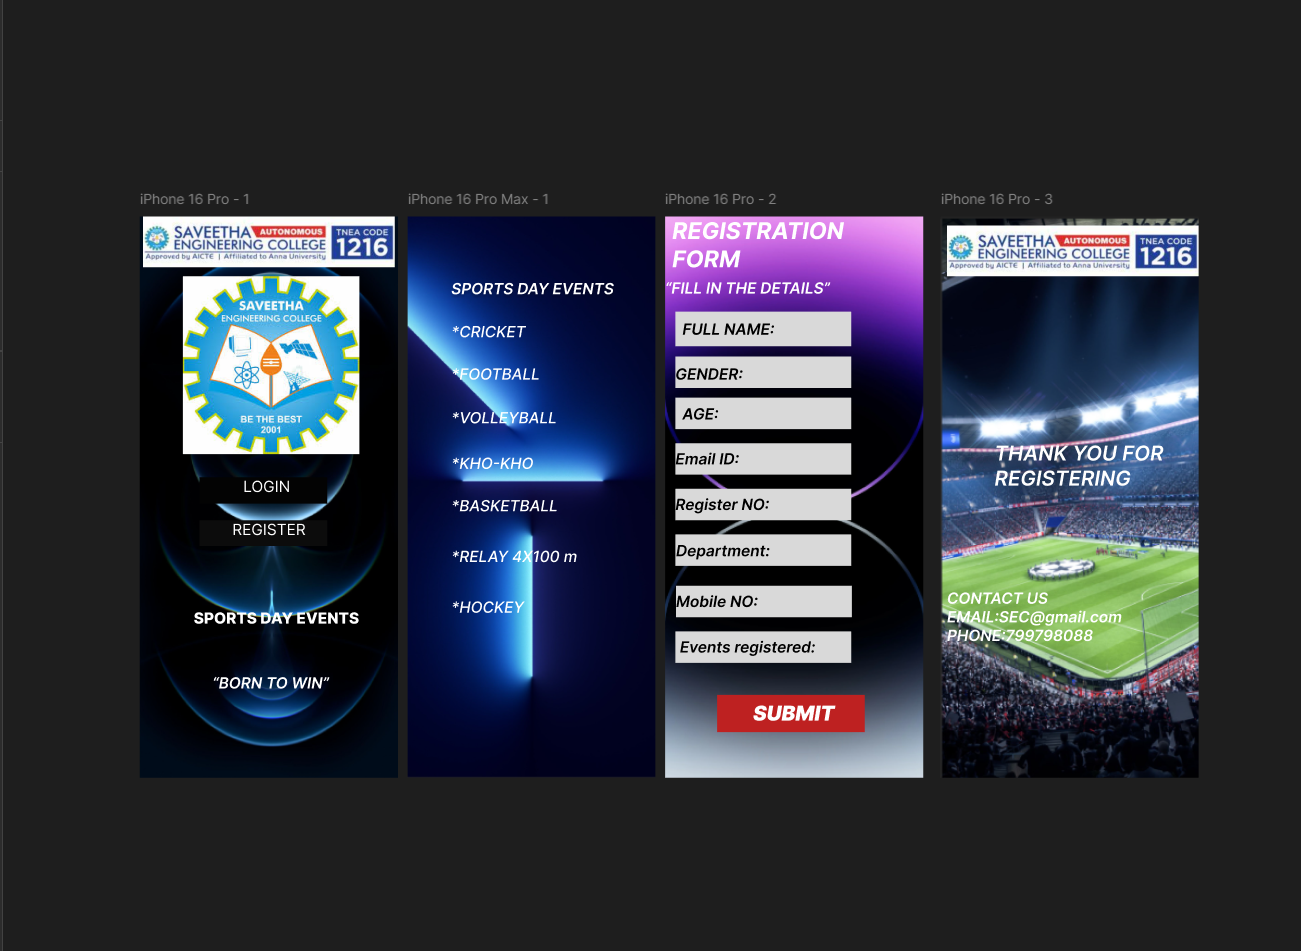 iPhone 16 Pro - 1
SAVEETHA AUTONOMOUS
ENGINEERING COLLEGE
Approved by AICTE | Affiliated to Anna University
TNEA CODE
1216
SAVEETHA
ENGINEERING COLLEGE
BE THE BEST
2001
LOGIN
REGISTER
SPORTS DAY EVENTS
“BORN TO WIN”
iPhone 16 Pro Max - 1
SPORTS DAY EVENTS
*CRICKET
*FOOTBALL
*VOLLEYBALL
*KHO-KHO
*BASKETBALL
*RELAY 4X100 m
*HOCKEY
iPhone 16 Pro - 2
REGISTRATION
FORM
“FILL IN THE DETAILS”
FULL NAME:
GENDER:
AGE:
Email ID:
Register NO:
Department:
Mobile NO:
Events registered:
SUBMIT
iPhone 16 Pro - 3
SAVEETHA AUTONOMOUS
ENGINEERING COLLEGE
Approved by AICTE | Affiliated to Anna University
TNEA CODE
1216
THANK YOU FOR
REGISTERING
CONTACT US
EMAIL:SEC@gmail.com
PHONE:799798088